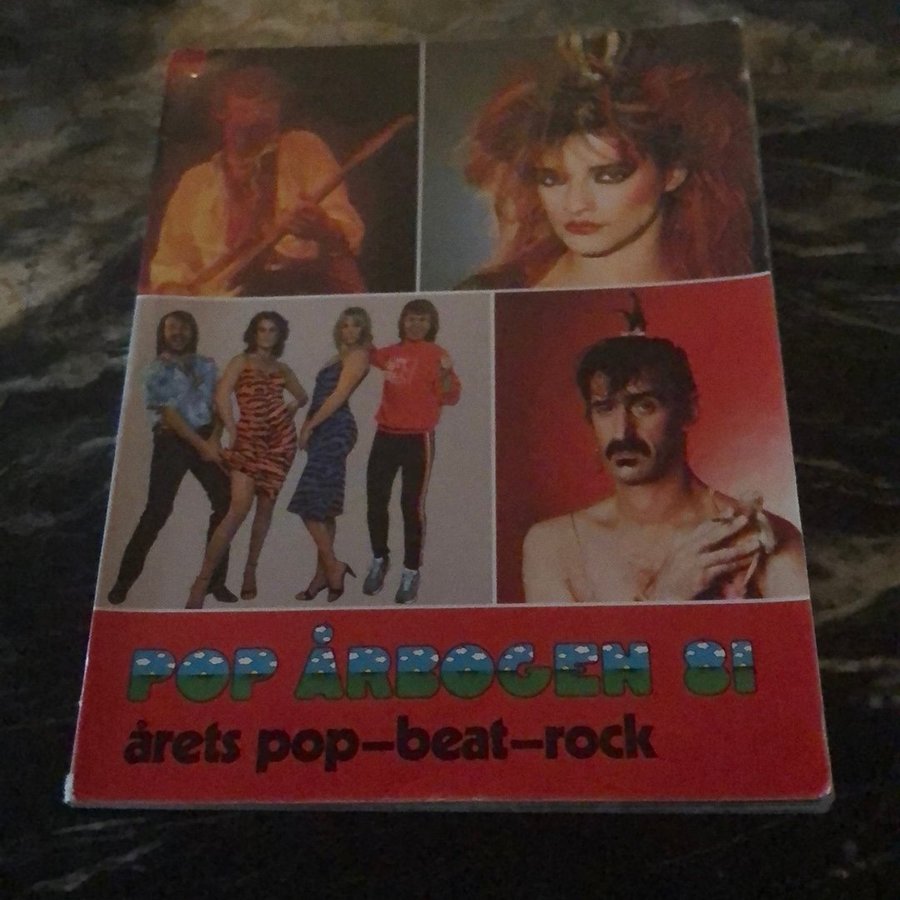 POP ÅRBOGEN 81
årets pop–beat–rock